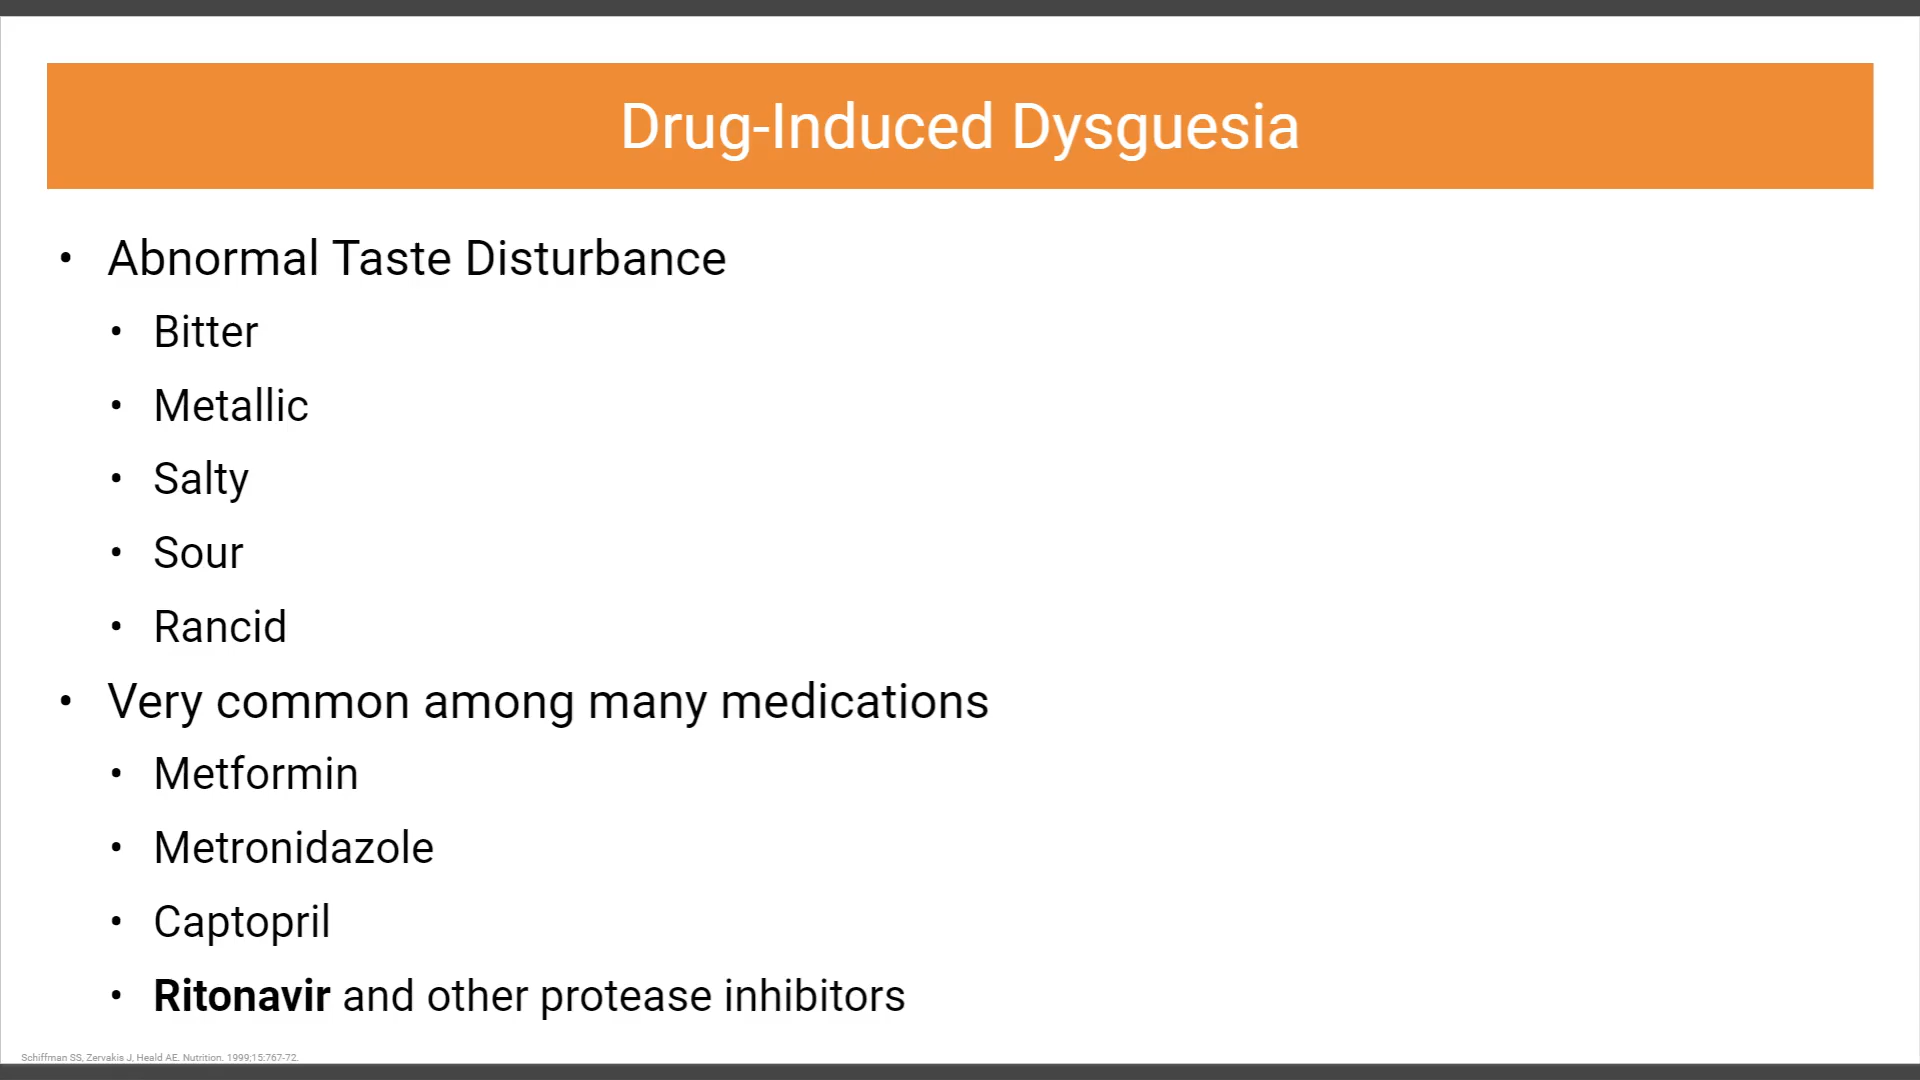 Drug-Induced Dysguesia
• Abnormal Taste Disturbance
• Bitter
• Metallic
• Salty
• Sour
• Rancid
• Very common among many medications
• Metformin
• Metronidazole
• Captopril
• Ritonavir and other protease inhibitors
Schiffman SS, Zervakis J, Heald AE. Nutrition. 1999;15:767-72.